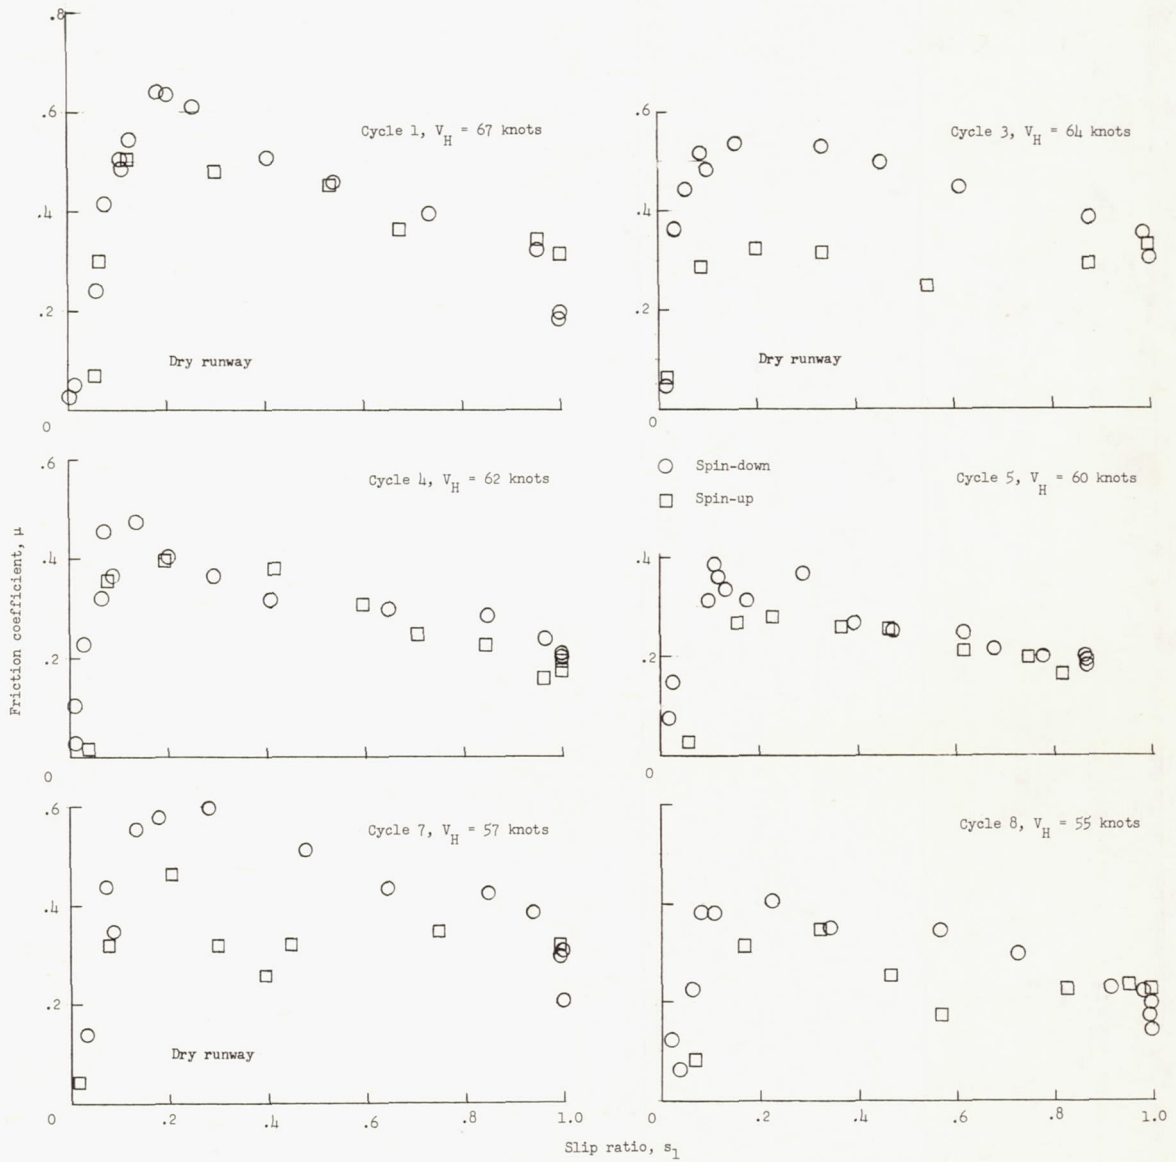 .8
.6
.4
.2
0
Cycle 1, V_H = 67 knots
Dry runway
.6
.4
.2
0
Cycle 3, V_H = 64 knots
Dry runway
.6
.4
.2
0
Cycle 4, V_H = 62 knots
Spin-down
Spin-up
.4
.2
0
Cycle 5, V_H = 60 knots
Friction coefficient, μ
.6
.4
.2
0
Cycle 7, V_H = 57 knots
Dry runway
.2
.4
.6
.8
1.0
Cycle 8, V_H = 55 knots
0
.2
.4
.6
.8
1.0
Slip ratio, s_1